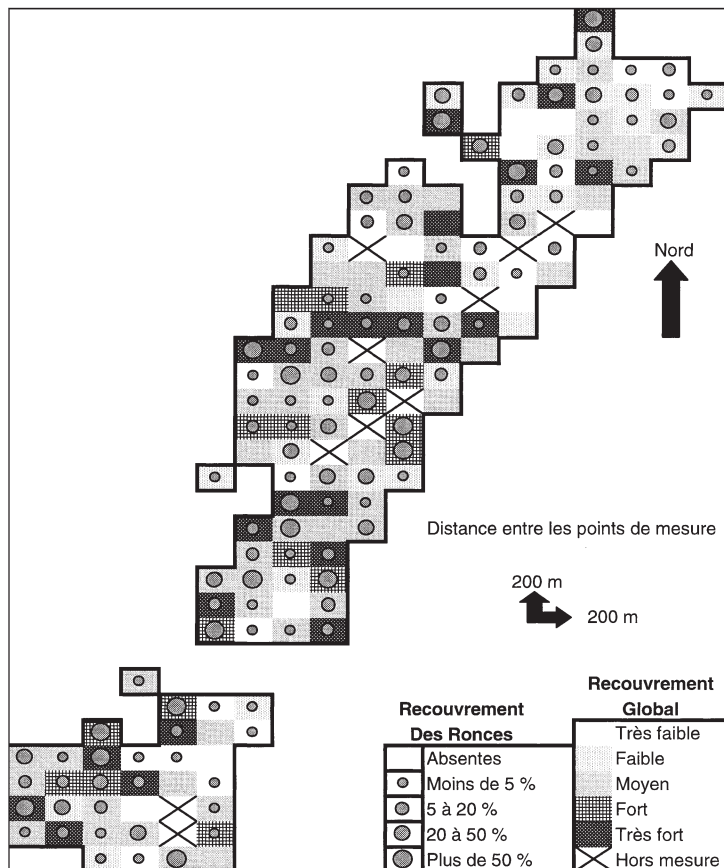 Nord
Distance entre les points de mesure
200 m
200 m
Recouvrement
Des Ronces
Absentes
Moins de 5 %
5 à 20 %
20 à 50 %
Plus de 50 %
Recouvrement
Global
Très faible
Faible
Moyen
Fort
Très fort
Hors mesure